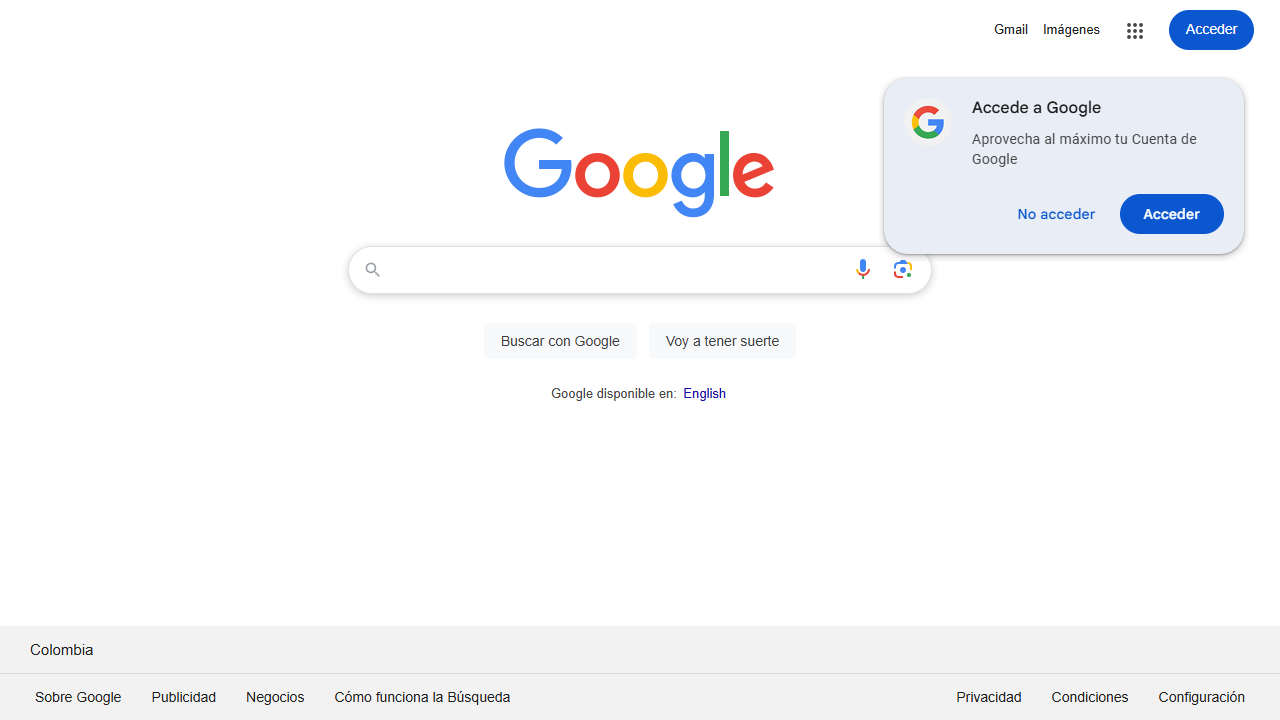 Gmail
Imágenes
Acceder
Accede a Google
Aprovecha al máximo tu Cuenta de
Google
No acceder
Acceder
Google
Buscar con Google
Voy a tener suerte
Google disponible en: English
Colombia
Sobre Google
Publicidad
Negocios
Cómo funciona la Búsqueda
Privacidad
Condiciones
Configuración